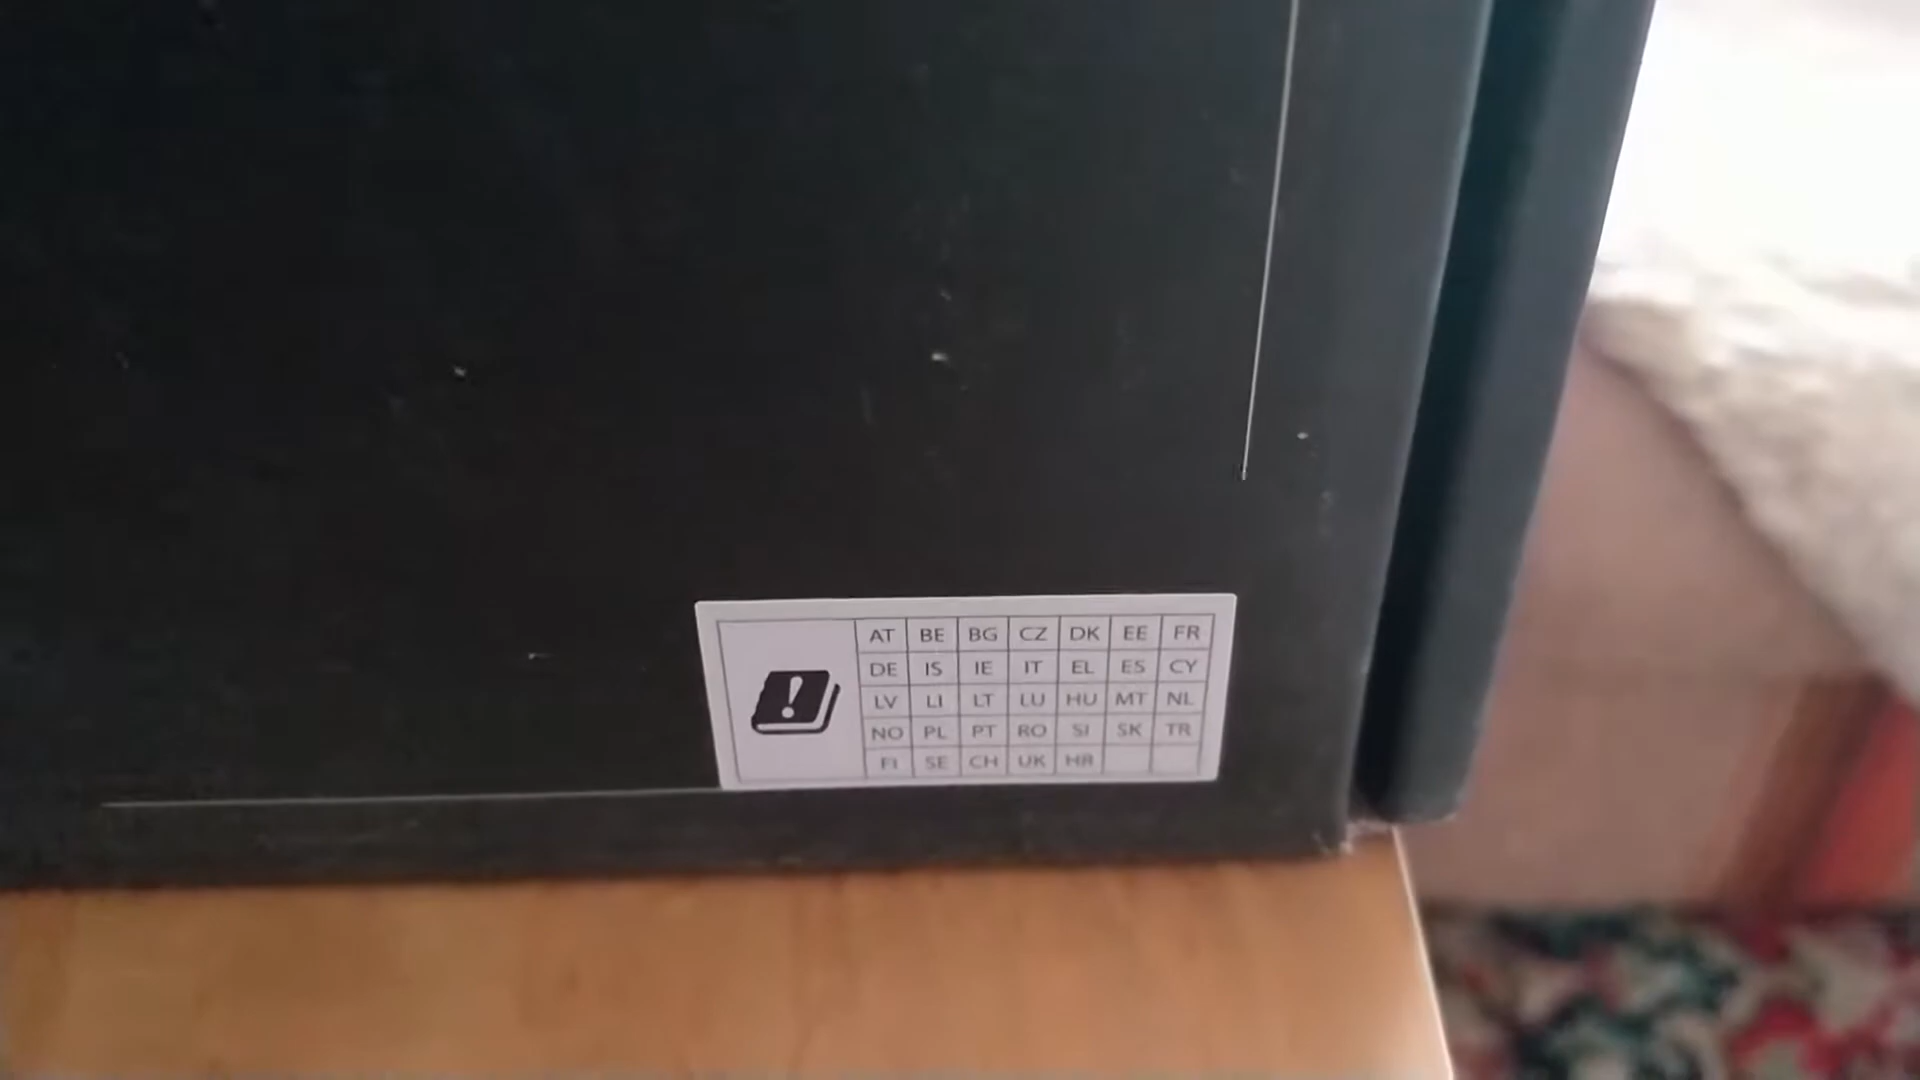 AT BE BG CZ DK EE FR
DE IS IE IT EL ES CY
LV LI LT LU HU MT NL
NO PL PT RO SI SK TR
FI SE CH UK HR